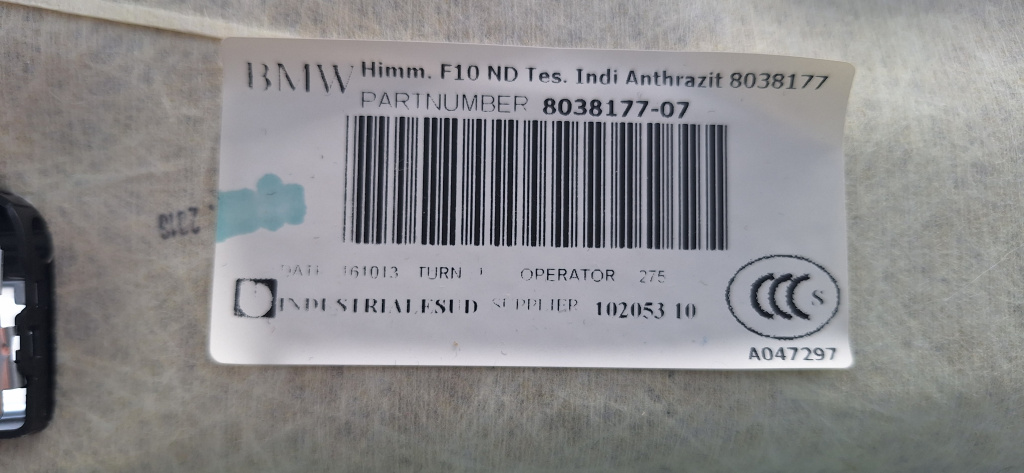 BMW Himm. F10 ND Tes. Indi Anthrazit 8038177
PARTNUMBER 8038177-07
DATE 161013 TURN 1 OPERATOR 275
INDUSTRIALESUD SUPPLIER 102053 10
CCC S
A047297